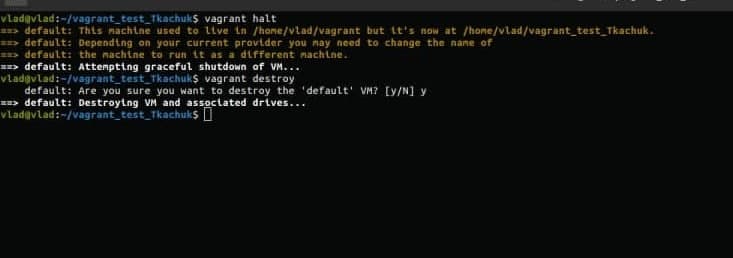 vlad@vlad:~/vagrant_test_Tkachuk$ vagrant halt
==> default: This machine used to live in /home/vlad/vagrant but it's now at /home/vlad/vagrant_test_Tkachuk.
==> default: Depending on your current provider you may need to change the name of
==> default: the machine to run it as a different machine.
==> default: Attempting graceful shutdown of VM...
vlad@vlad:~/vagrant_test_Tkachuk$ vagrant destroy
    default: Are you sure you want to destroy the 'default' VM? [y/N] y
==> default: Destroying VM and associated drives...
vlad@vlad:~/vagrant_test_Tkachuk$